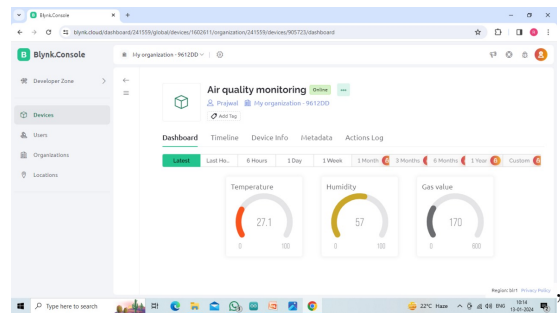 Blynk.Console
blynk.cloud/dashboard/241559/global/devices/1602611/organization/241559/devices/905723/dashboard
Blynk.Console
My organization - 9612DD
Developer Zone
Devices
Users
Organizations
Locations
Air quality monitoring Online
Prajwal My organization - 9612DD
Add Tag
Dashboard Timeline Device Info Metadata Actions Log
Latest Last Ho... 6 Hours 1 Day 1 Week 1 Month 3 Months 6 Months 1 Year Custom
Temperature Humidity Gas value
27.1 57 170
0 100 0 100 0 600
Region: blr1 Privacy Policy
Type here to search
22°C Haze ENG 18:14
10-01-2024